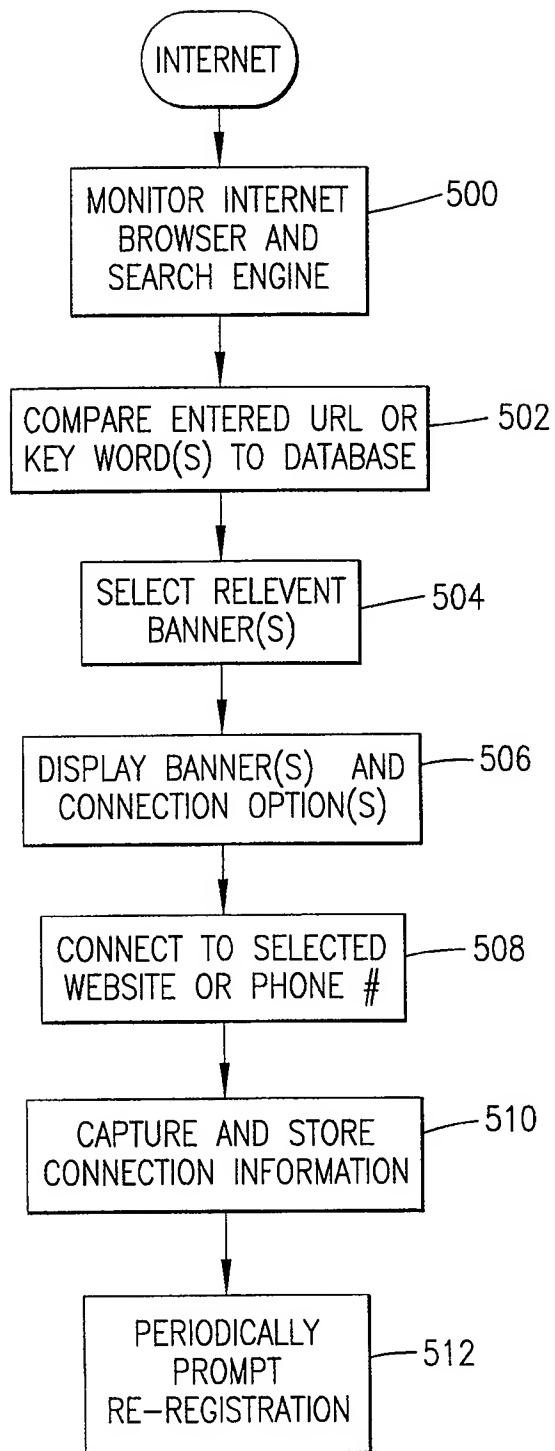 INTERNET
MONITOR INTERNET
BROWSER AND
SEARCH ENGINE
500
COMPARE ENTERED URL OR
KEY WORD(S) TO DATABASE
502
SELECT RELEVENT
BANNER(S)
504
DISPLAY BANNER(S) AND
CONNECTION OPTION(S)
506
CONNECT TO SELECTED
WEBSITE OR PHONE #
508
CAPTURE AND STORE
CONNECTION INFORMATION
510
PERIODICALLY
PROMPT
RE-REGISTRATION
512